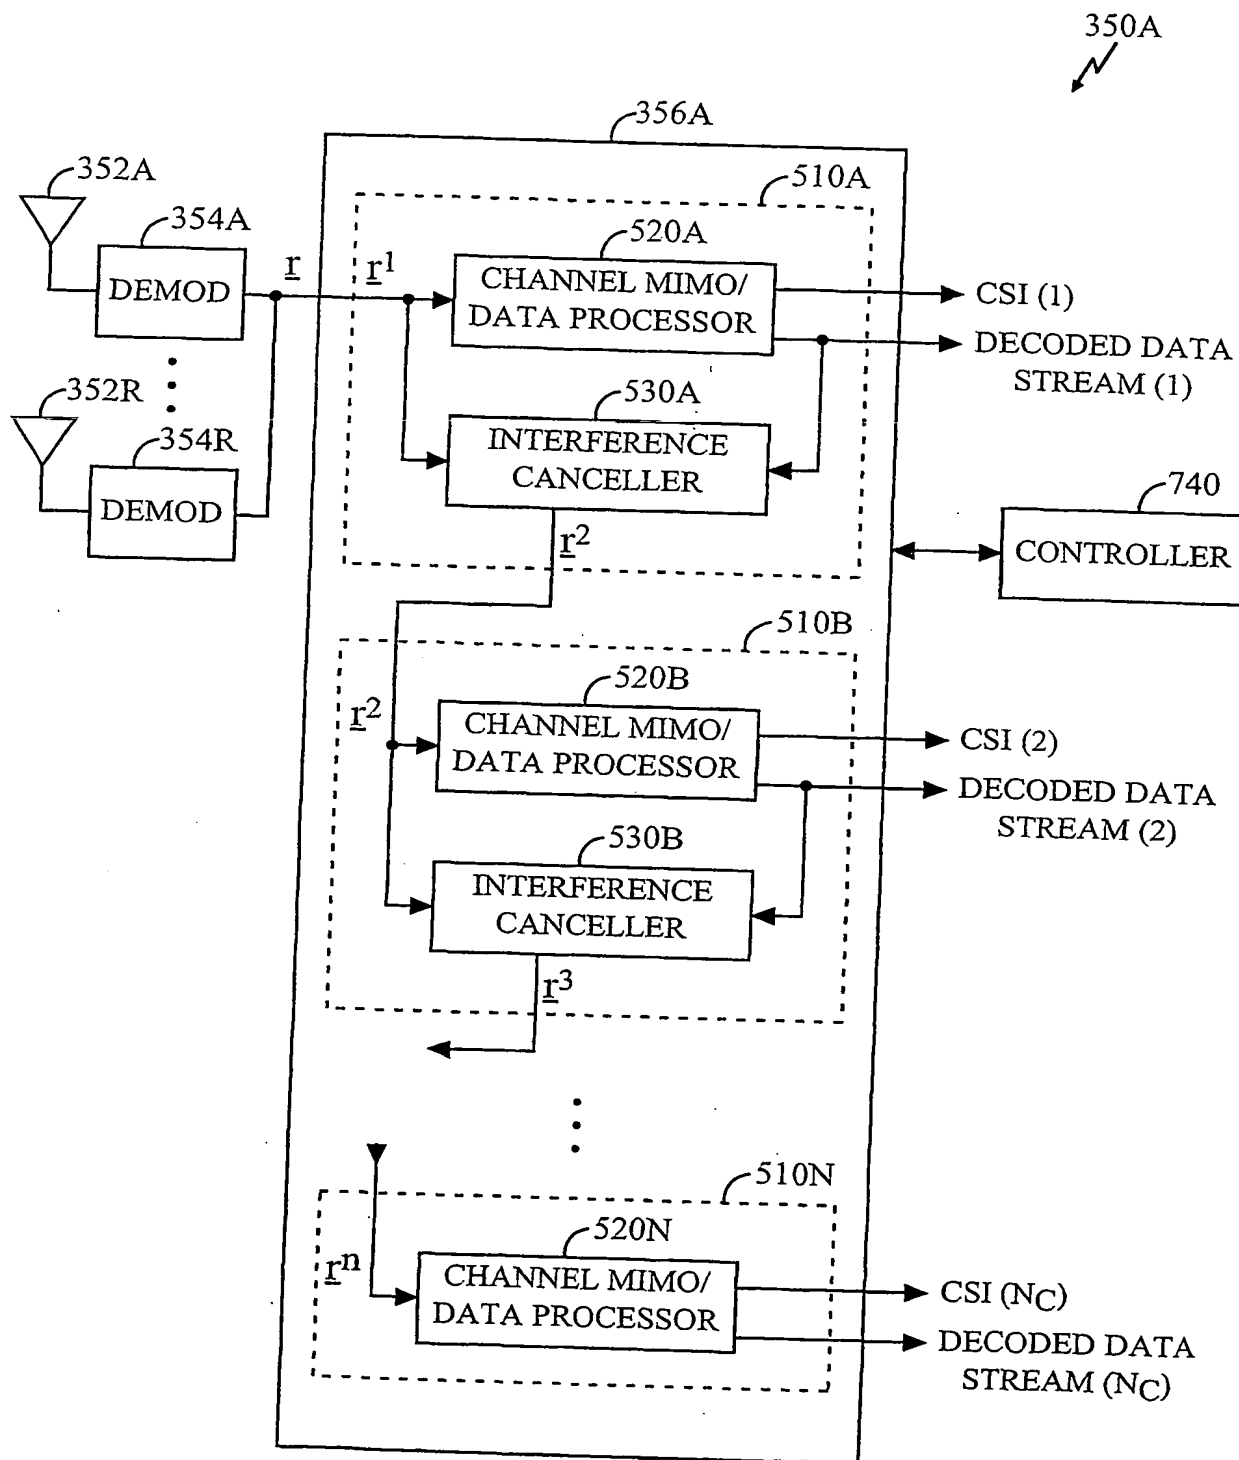 350A
356A
352A
510A
354A
520A
DEMOD
r
r¹
CHANNEL MIMO/
DATA PROCESSOR
CSI (1)
DECODED DATA
STREAM (1)
352R
530A
354R
INTERFERENCE
CANCELLER
DEMOD
740
r²
CONTROLLER
510B
520B
r²
CHANNEL MIMO/
DATA PROCESSOR
CSI (2)
DECODED DATA
STREAM (2)
530B
INTERFERENCE
CANCELLER
r³
510N
520N
rⁿ
CHANNEL MIMO/
DATA PROCESSOR
CSI (NC)
DECODED DATA
STREAM (NC)